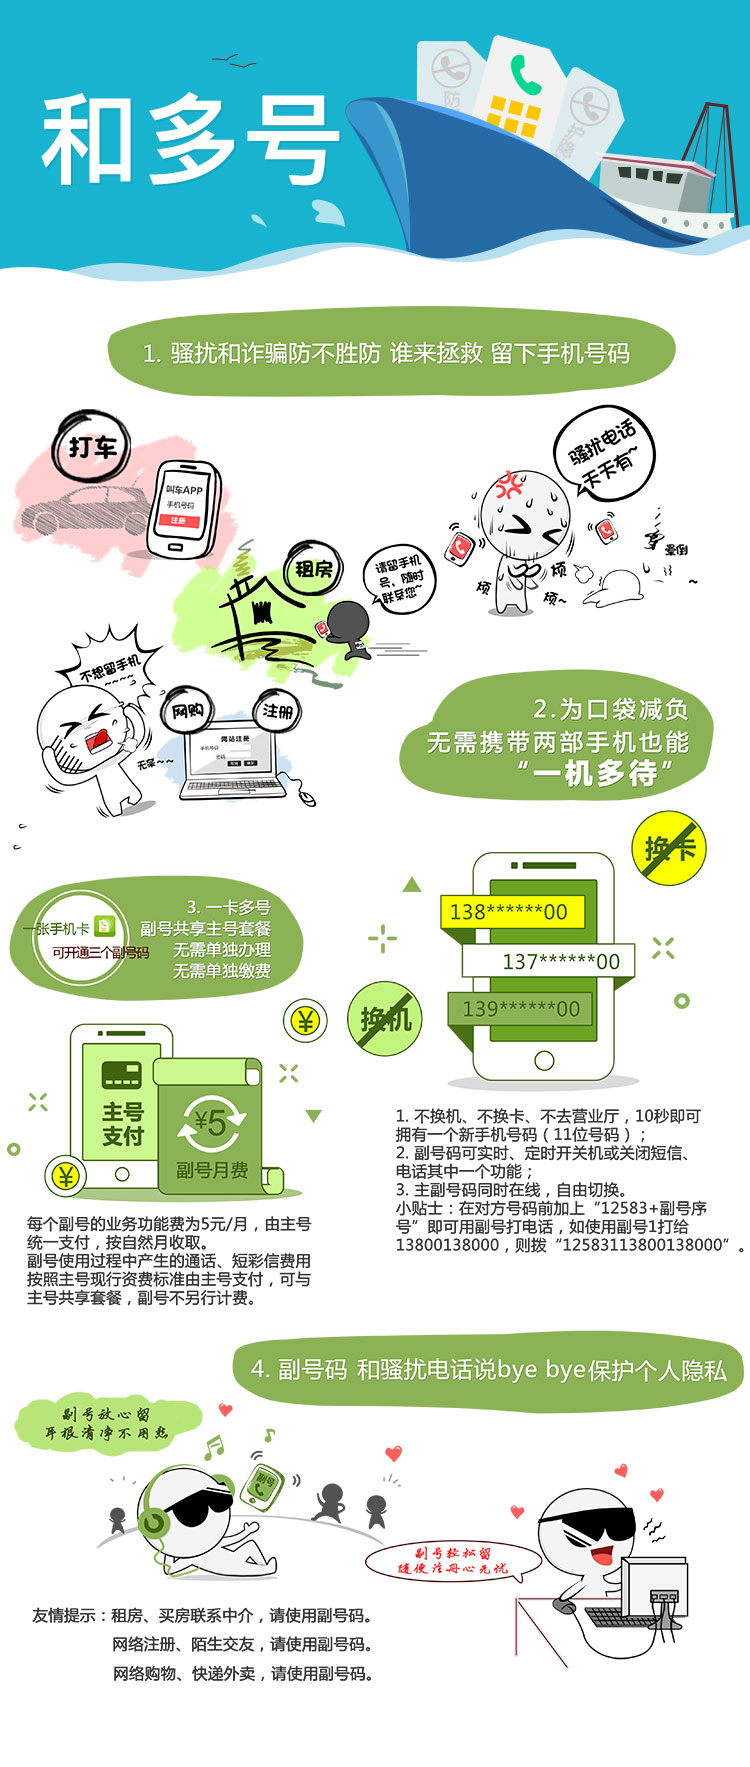 和多号
防
护隐
1. 骚扰和诈骗防不胜防 谁来拯救 留下手机号码
打车
叫车APP
手机号码
注册
骚扰电话
天天有~
烦
烦
烦~
晕倒
租房
请留手机
号，随时
联系您~
不想留手机
~~~~
无奈~~
网购
注册
网站注册
手机号码
密码
2.为口袋减负
无需携带两部手机也能
“一机多待”
换卡
138******00
137******00
139******00
换机
3. 一卡多号
副号共享主号套餐
无需单独办理
无需单独缴费
一张手机卡
可开通三个副号码
¥
主号
支付
¥5
副号月费
¥
1. 不换机、不换卡、不去营业厅，10秒即可
拥有一个新手机号码（11位号码）；
2. 副号码可实时、定时开关机或关闭短信、
电话其中一个功能；
3. 主副号码同时在线，自由切换。
小贴士：在对方号码前加上“12583+副号序
号”即可用副号打电话，如使用副号1打给
13800138000，则拨“12583113800138000”。
每个副号的业务功能费为5元/月，由主号
统一支付，按自然月收取。
副号使用过程中产生的通话、短彩信费用
按照主号现行资费标准由主号支付，可与
主号共享套餐，副号不另行计费。
4. 副号码 和骚扰电话说bye bye保护个人隐私
副号放心留
耳根清净不用愁
副号
副号轻松留
随便注册心无忧
友情提示：租房、买房联系中介，请使用副号码。
网络注册、陌生交友，请使用副号码。
网络购物、快递外卖，请使用副号码。